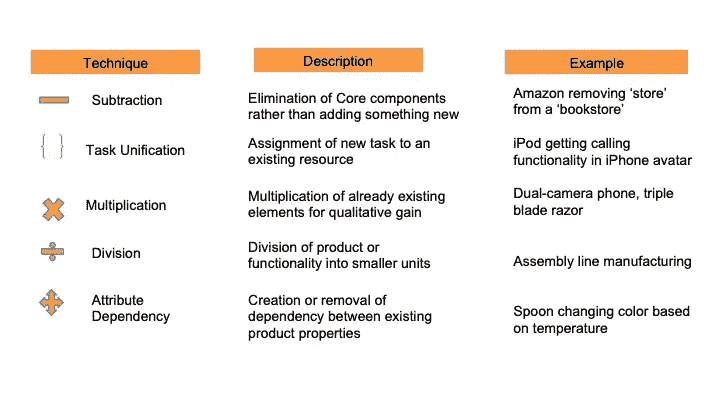 Technique
Description
Example
Subtraction
Elimination of Core components
rather than adding something new
Amazon removing ‘store’
from a ‘bookstore’
Task Unification
Assignment of new task to an
existing resource
iPod getting calling
functionality in iPhone avatar
Multiplication
Multiplication of already existing
elements for qualitative gain
Dual-camera phone, triple
blade razor
Division
Division of product or
functionality into smaller units
Assembly line manufacturing
Attribute
Dependency
Creation or removal of
dependency between existing
product properties
Spoon changing color based
on temperature